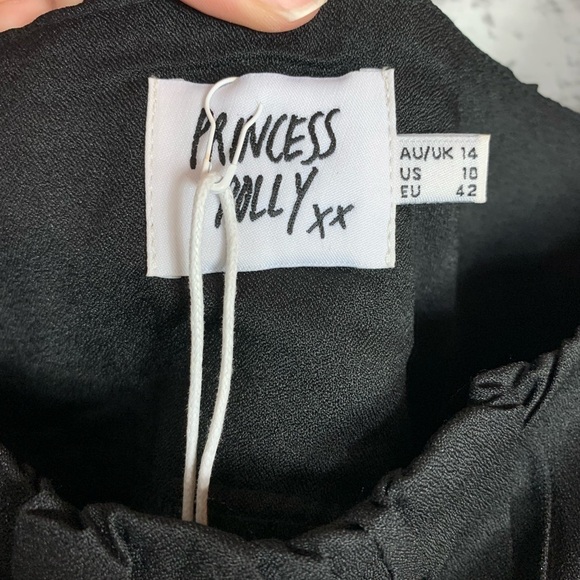 PRINCESS
POLLY xx
AU/UK 14
US 10
EU 42